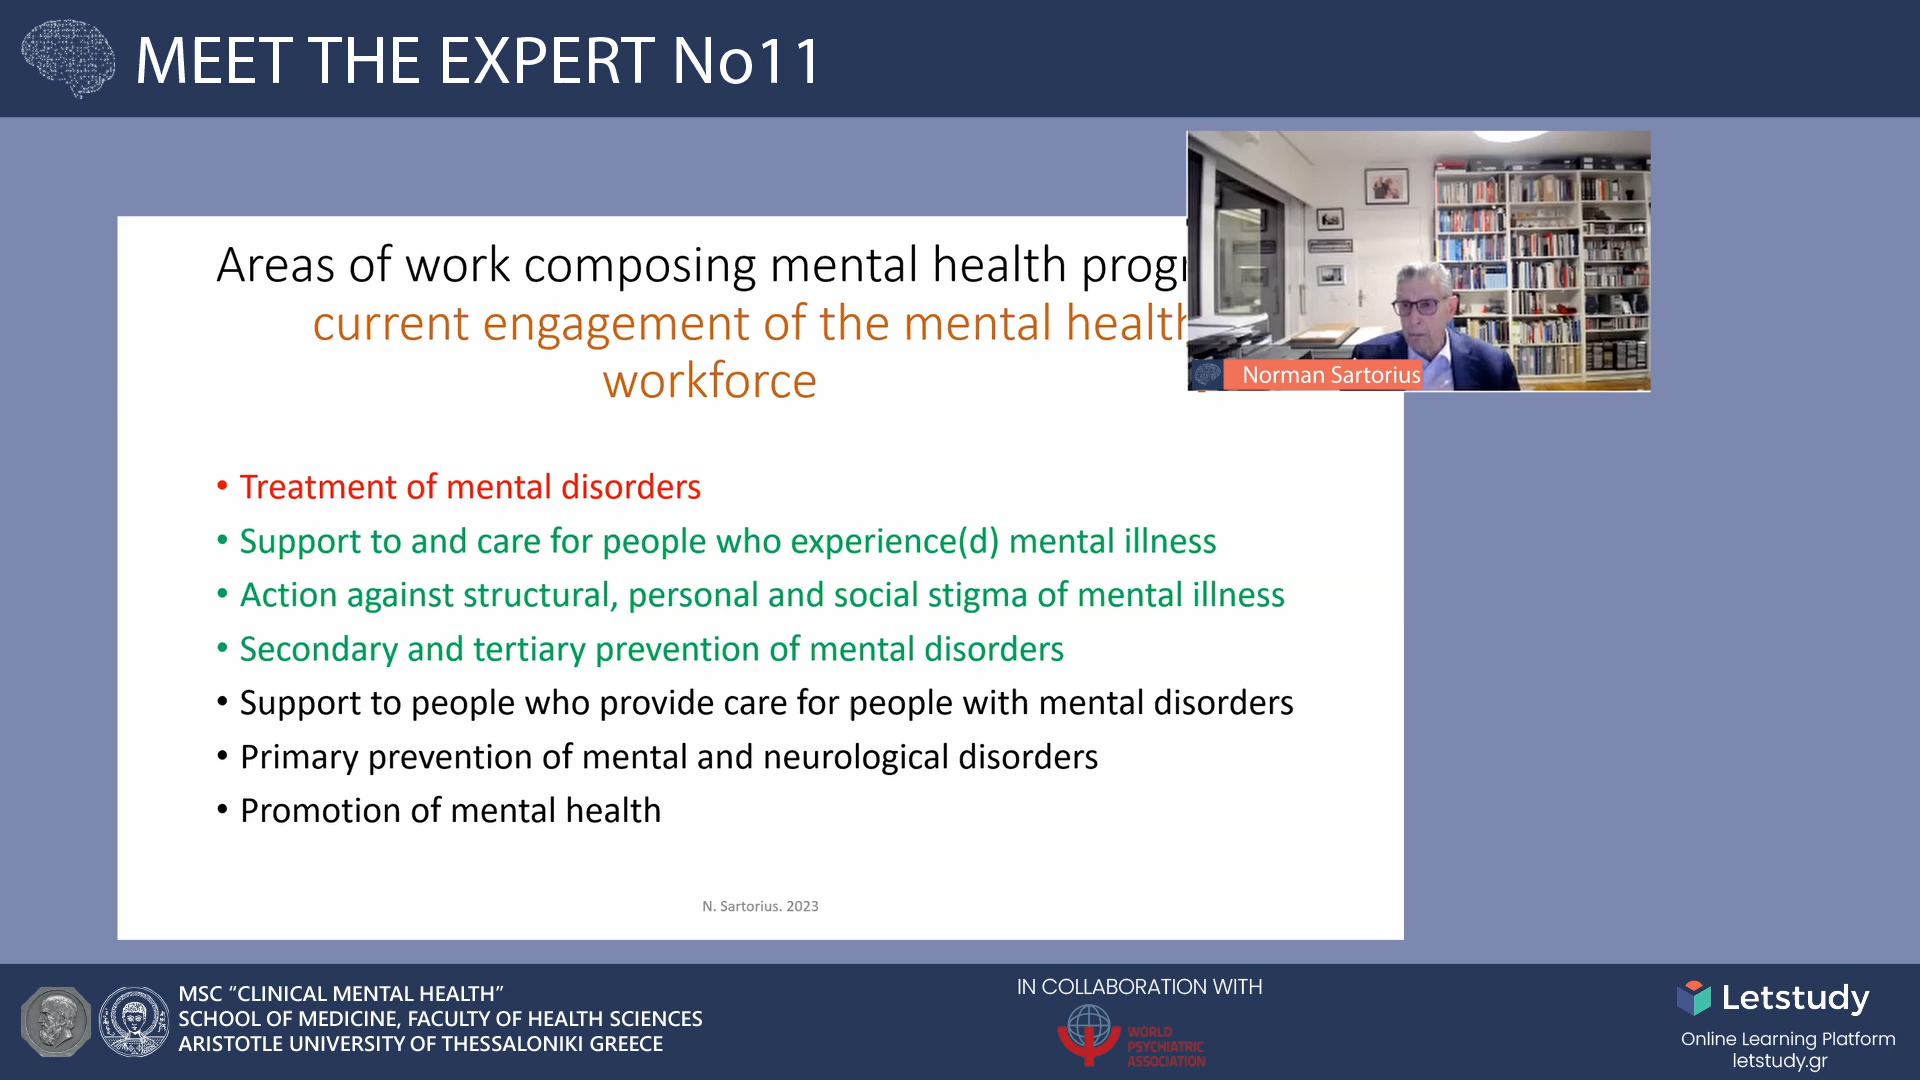 MEET THE EXPERT No11
Areas of work composing mental health progr
current engagement of the mental health
workforce
• Treatment of mental disorders
• Support to and care for people who experience(d) mental illness
• Action against structural, personal and social stigma of mental illness
• Secondary and tertiary prevention of mental disorders
• Support to people who provide care for people with mental disorders
• Primary prevention of mental and neurological disorders
• Promotion of mental health
N. Sartorius. 2023
Norman Sartorius
MSC “CLINICAL MENTAL HEALTH”
SCHOOL OF MEDICINE, FACULTY OF HEALTH SCIENCES
ARISTOTLE UNIVERSITY OF THESSALONIKI GREECE
IN COLLABORATION WITH
WORLD
PSYCHIATRIC
ASSOCIATION
Letstudy
Online Learning Platform
letstudy.gr